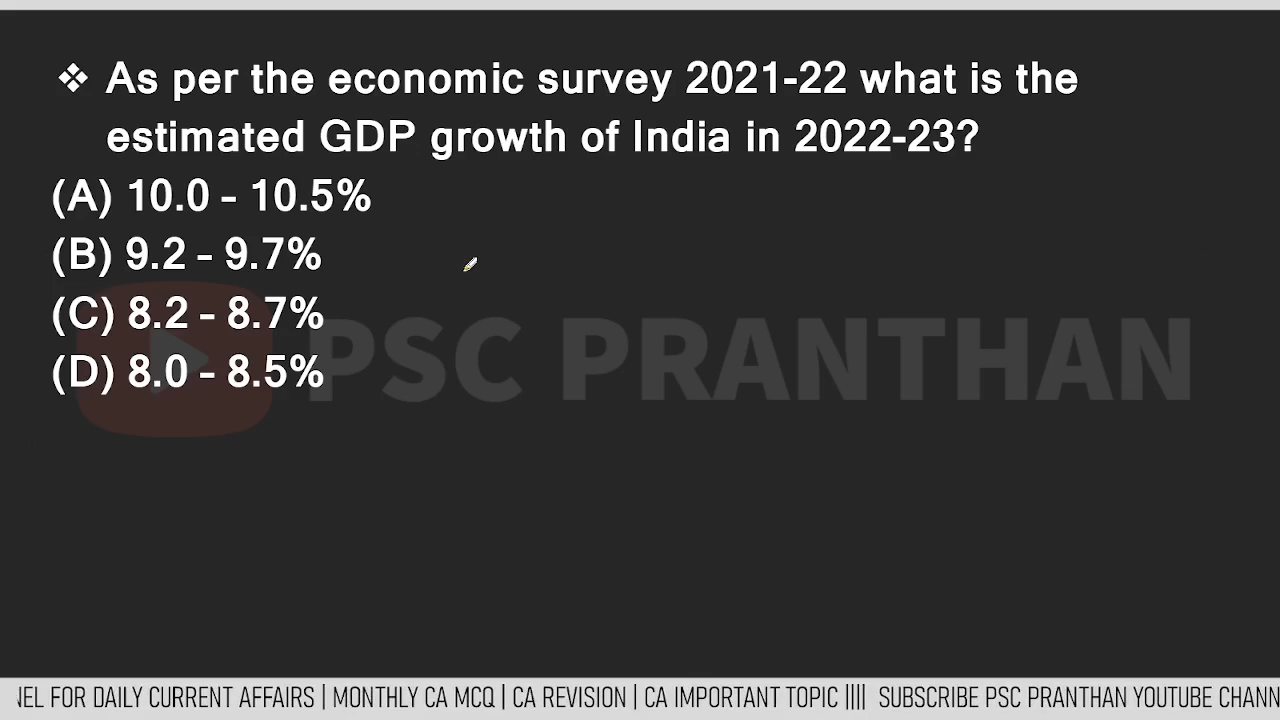 ❖ As per the economic survey 2021-22 what is the
estimated GDP growth of India in 2022-23?
(A) 10.0 - 10.5%
(B) 9.2 - 9.7%
(C) 8.2 - 8.7%
(D) 8.0 - 8.5%
PSC PRANTHAN
FOR DAILY CURRENT AFFAIRS | MONTHLY CA MCQ | CA REVISION | CA IMPORTANT TOPIC |||| SUBSCRIBE PSC PRANTHAN YOUTUBE